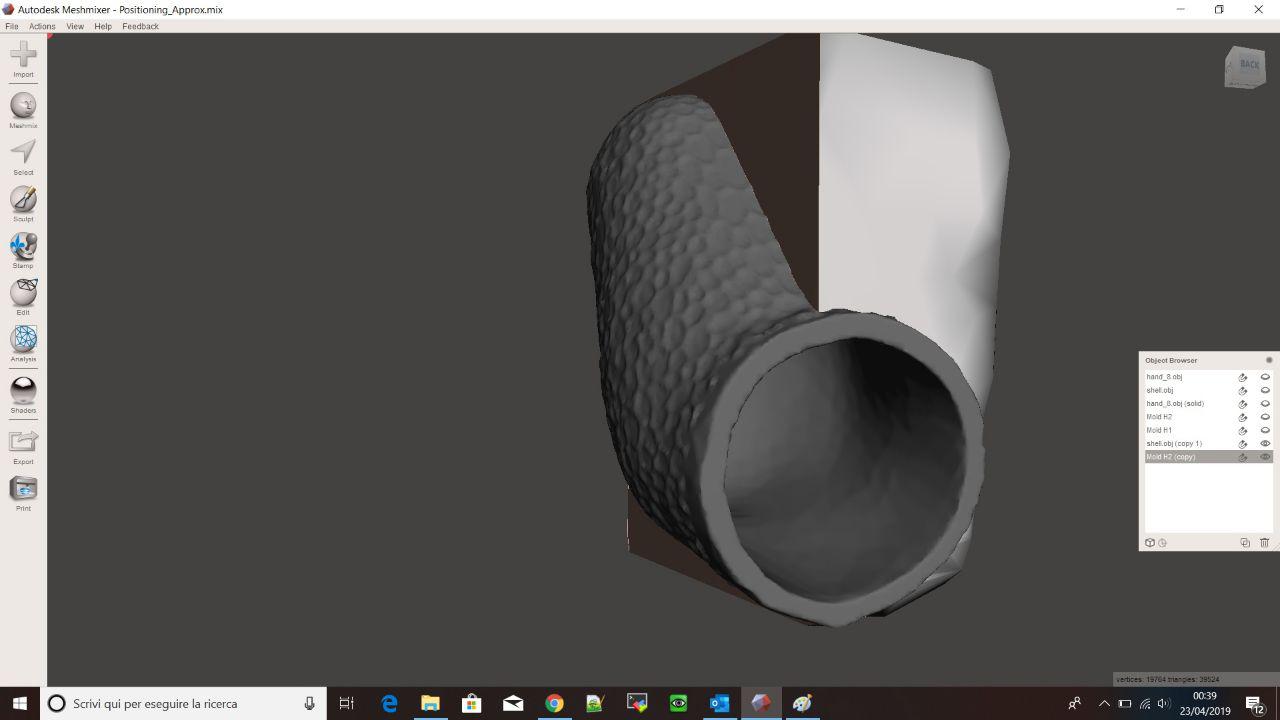 Autodesk Meshmixer - Positioning_Approx.mix
File Actions View Help Feedback
Import
Meshmix
Select
Sculpt
Stamp
Edit
Analysis
Shaders
Export
Print
BACK
Object Browser
hand_8.obj
shell.obj
hand_8.obj (solid)
Mold H2
Mold H1
shell.obj (copy 1)
Mold H2 (copy)
vertices: 19764 triangles: 39524
Scrivi qui per eseguire la ricerca
00:39
23/04/2019
12